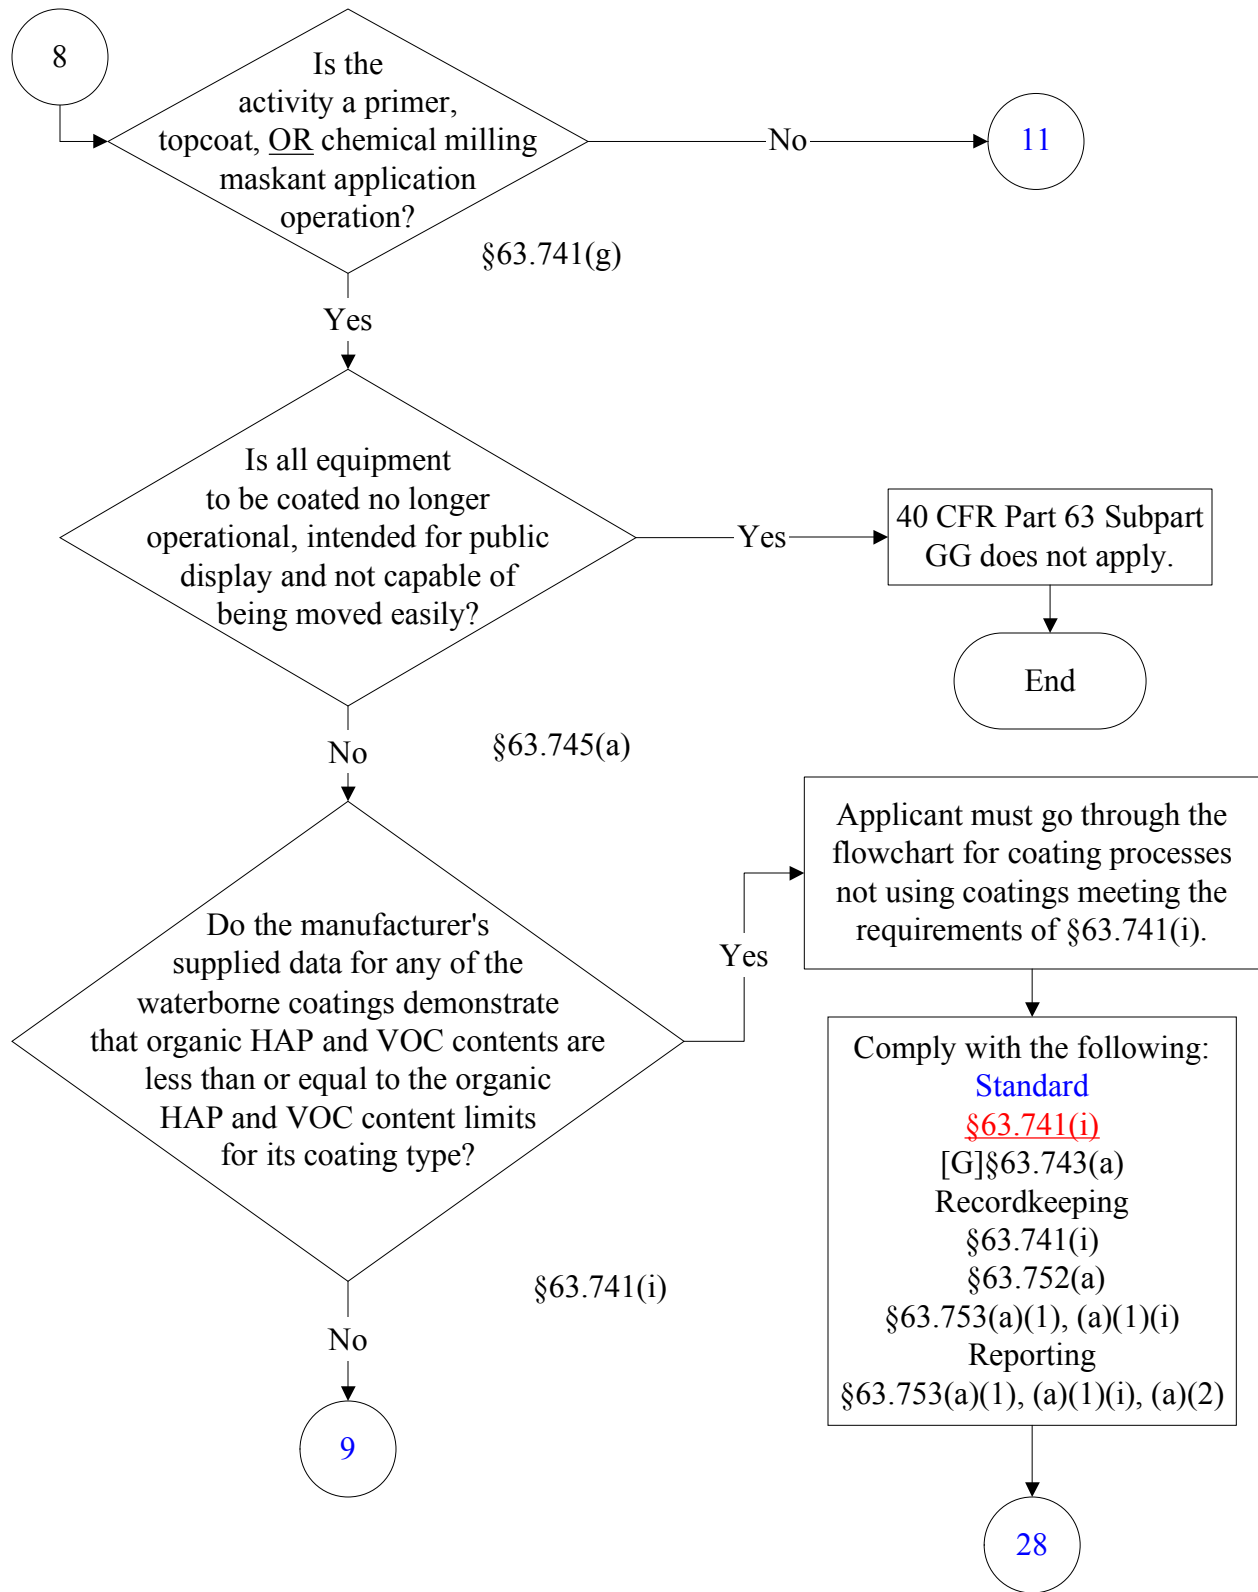 8
Is the
activity a primer,
topcoat, OR chemical milling
maskant application
operation?
No
11
§63.741(g)
Yes
Is all equipment
to be coated no longer
operational, intended for public
display and not capable of
being moved easily?
Yes
40 CFR Part 63 Subpart
GG does not apply.
End
No
§63.745(a)
Do the manufacturer's
supplied data for any of the
waterborne coatings demonstrate
that organic HAP and VOC contents are
less than or equal to the organic
HAP and VOC content limits
for its coating type?
Yes
Applicant must go through the
flowchart for coating processes
not using coatings meeting the
requirements of §63.741(i).
Comply with the following:
Standard
§63.741(i)
[G]§63.743(a)
Recordkeeping
§63.741(i)
§63.752(a)
§63.753(a)(1), (a)(1)(i)
Reporting
§63.753(a)(1), (a)(1)(i), (a)(2)
§63.741(i)
No
9
28